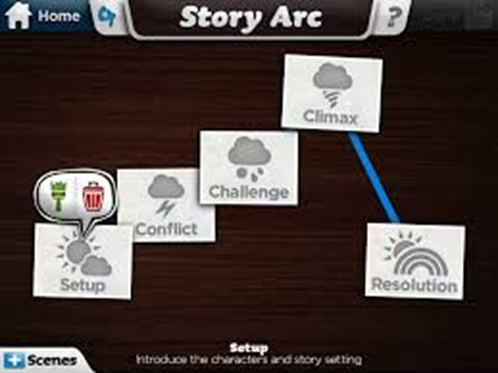 Home
Story Arc
?
Climax
Challenge
Conflict
Setup
Resolution
Setup
Introduce the characters and story setting
+ Scenes